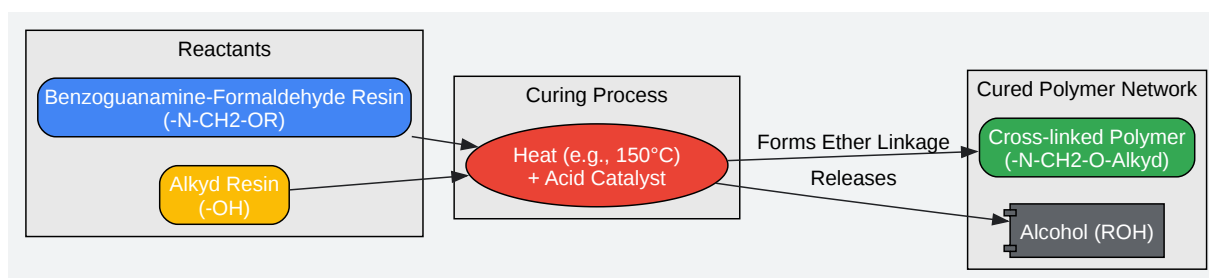 Reactants
Benzoguanamine-Formaldehyde Resin
(-N-CH2-OR)
Alkyd Resin
(-OH)
Curing Process
Heat (e.g., 150°C)
+ Acid Catalyst
Forms Ether Linkage
Releases
Cured Polymer Network
Cross-linked Polymer
(-N-CH2-O-Alkyd)
Alcohol (ROH)